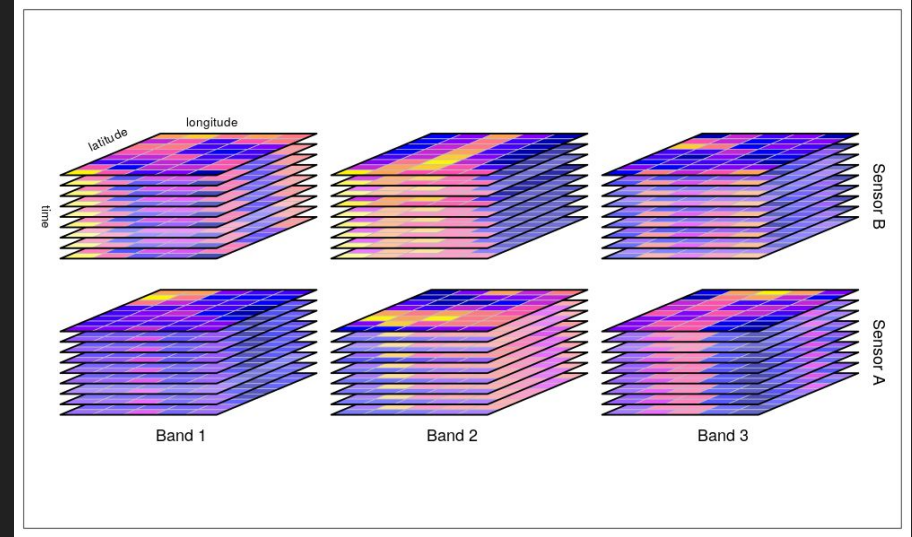 longitude
latitude
time
Sensor B
Sensor A
Band 1
Band 2
Band 3